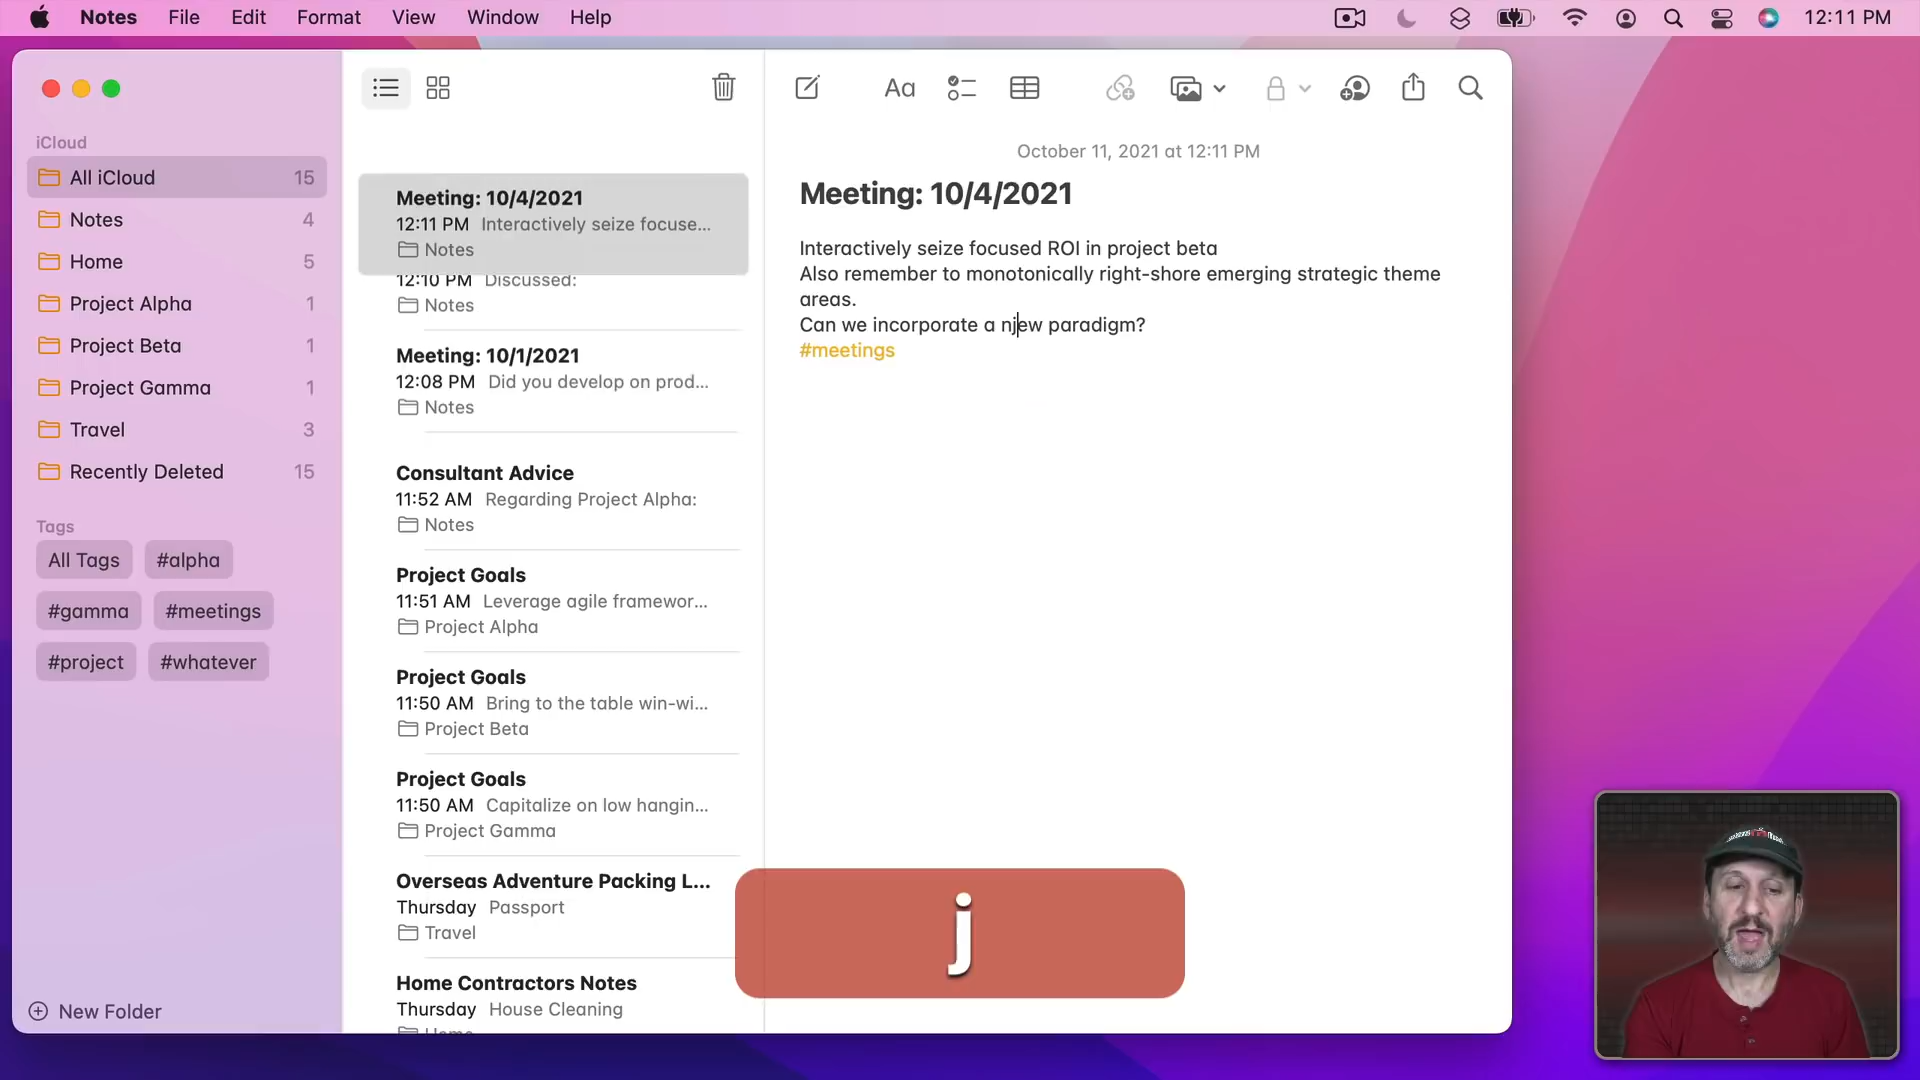 Notes File Edit Format View Window Help 12:11 PM
iCloud
All iCloud 15
Notes 4
Home 5
Project Alpha 1
Project Beta 1
Project Gamma 1
Travel 3
Recently Deleted 15
Tags
All Tags #alpha
#gamma #meetings
#project #whatever
New Folder
Meeting: 10/4/2021
12:11 PM Interactively seize focuse...
Notes
12:10 PM Discussed:
Notes
Meeting: 10/1/2021
12:08 PM Did you develop on prod...
Notes
Consultant Advice
11:52 AM Regarding Project Alpha:
Notes
Project Goals
11:51 AM Leverage agile framewor...
Project Alpha
Project Goals
11:50 AM Bring to the table win-wi...
Project Beta
Project Goals
11:50 AM Capitalize on low hangin...
Project Gamma
Overseas Adventure Packing L...
Thursday Passport
Travel
Home Contractors Notes
Thursday House Cleaning
Home
Aa
October 11, 2021 at 12:11 PM
Meeting: 10/4/2021
Interactively seize focused ROI in project beta
Also remember to monotonically right-shore emerging strategic theme
areas.
Can we incorporate a njew paradigm?
#meetings
j